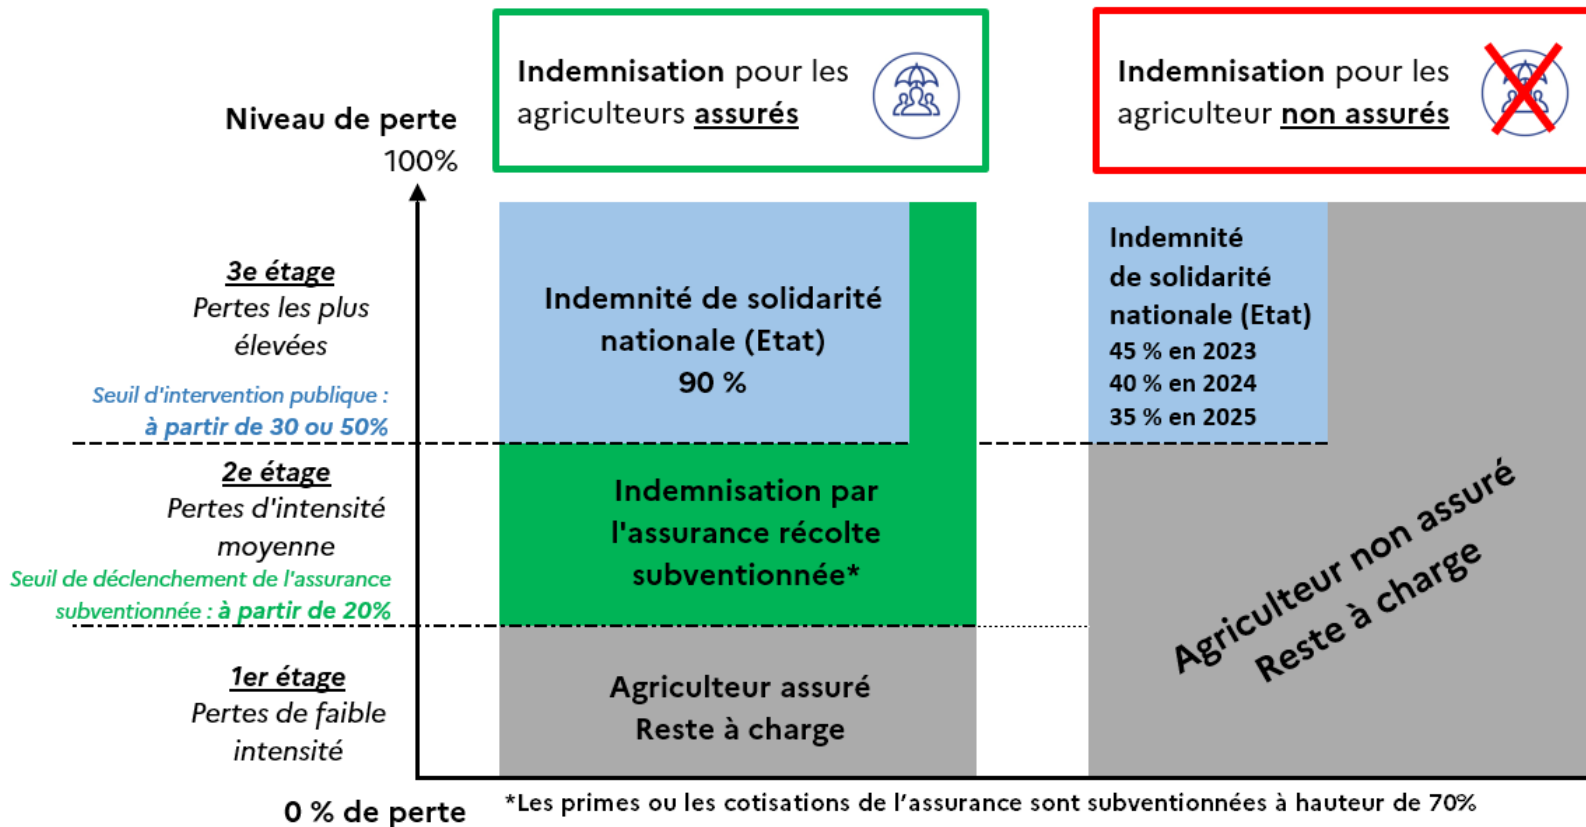 Indemnisation pour les
agriculteurs assurés
Indemnisation pour les
agriculteur non assurés
Niveau de perte
100%
3e étage
Pertes les plus
élevées
Seuil d'intervention publique :
à partir de 30 ou 50%
2e étage
Pertes d'intensité
moyenne
Seuil de déclenchement de l'assurance
subventionnée : à partir de 20%
1er étage
Pertes de faible
intensité
0 % de perte
Indemnité de solidarité
nationale (Etat)
90 %
Indemnisation par
l'assurance récolte
subventionnée*
Agriculteur assuré
Reste à charge
Indemnité
de solidarité
nationale (Etat)
45 % en 2023
40 % en 2024
35 % en 2025
Agriculteur non assuré
Reste à charge
*Les primes ou les cotisations de l’assurance sont subventionnées à hauteur de 70%